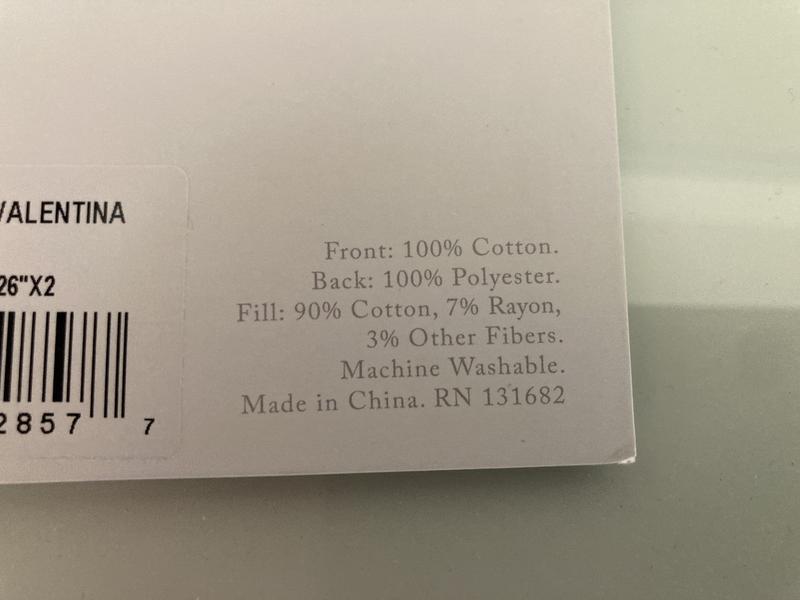 VALENTINA
26"X2
2857 7
Front: 100% Cotton.
Back: 100% Polyester.
Fill: 90% Cotton, 7% Rayon,
3% Other Fibers.
Machine Washable.
Made in China. RN 131682